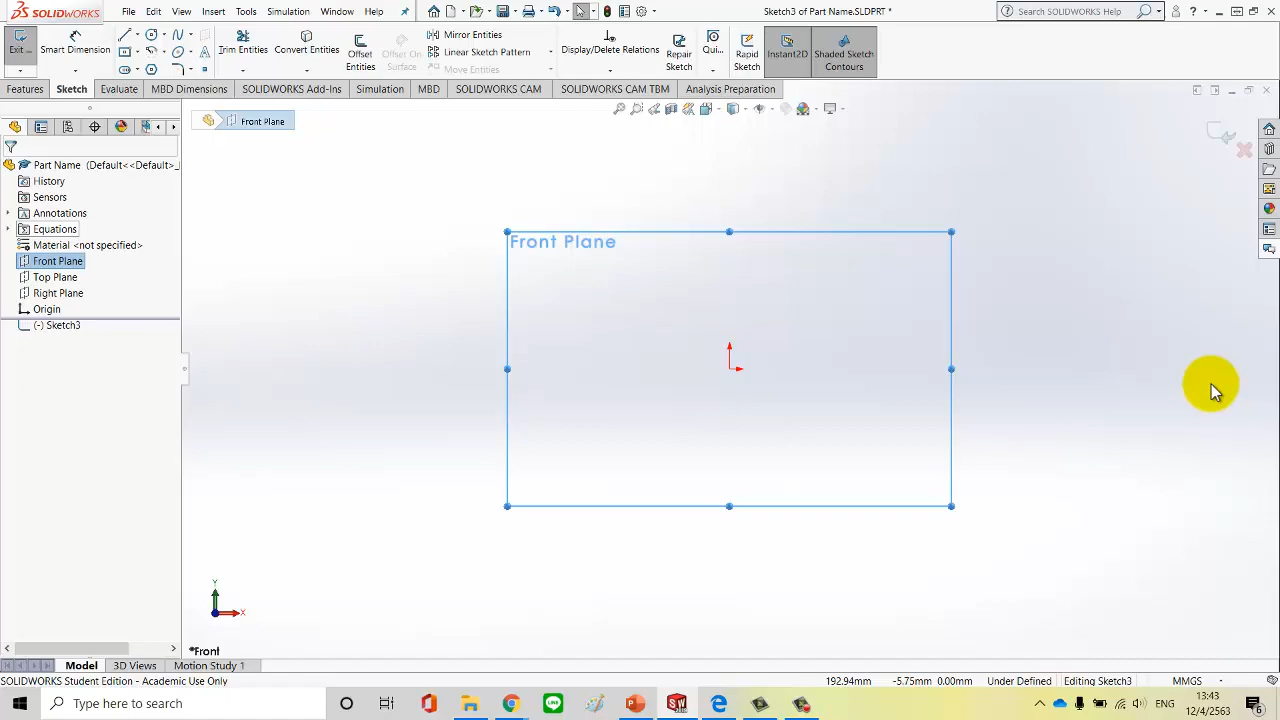 SOLIDWORKS File Edit View Insert Tools Simulation Window Help Sketch3 of Part Name.SLDPRT * Search SOLIDWORKS Help
Exit ... Smart Dimension Trim Entities Convert Entities Offset Entities Offset On Surface Mirror Entities Linear Sketch Pattern Move Entities Display/Delete Relations Repair Sketch Qui... Rapid Sketch Instant2D Shaded Sketch Contours
Features Sketch Evaluate MBD Dimensions SOLIDWORKS Add-Ins Simulation MBD SOLIDWORKS CAM SOLIDWORKS CAM TBM Analysis Preparation
Front Plane
Part Name (Default<<Default>_
History
Sensors
Annotations
Equations
Material <not specified>
Front Plane
Top Plane
Right Plane
Origin
(-) Sketch3
Front Plane
Y
X
*Front
Model 3D Views Motion Study 1
SOLIDWORKS Student Edition - Academic Use Only 192.94mm -5.75mm 0.00mm Under Defined Editing Sketch3 MMGS
Type here to search
13:43
12/4/2563
6